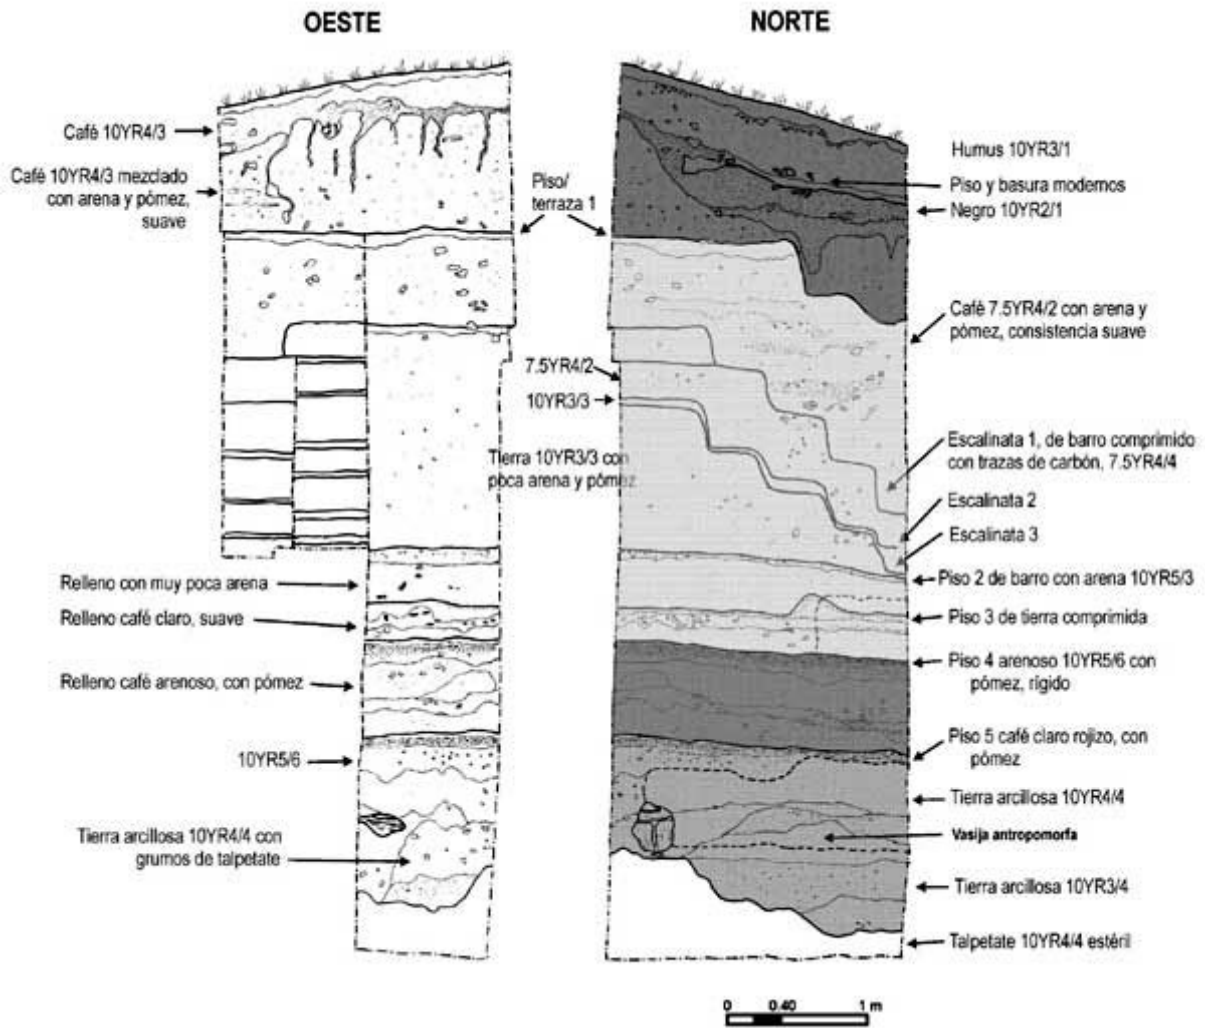 OESTE
NORTE
Café 10YR4/3
Café 10YR4/3 mezclado
con arena y pómez,
suave
Piso/
terraza 1
Humus 10YR3/1
Piso y basura modernos
Negro 10YR2/1
Café 7.5YR4/2 con arena y
pómez, consistencia suave
7.5YR4/2
10YR3/3
Tierra 10YR3/3 con
poca arena y pómez
Escalinata 1, de barro comprimido
con trazas de carbón, 7.5YR4/4
Escalinata 2
Escalinata 3
Relleno con muy poca arena
Relleno café claro, suave
Relleno café arenoso, con pómez
10YR5/6
Tierra arcillosa 10YR4/4 con
grumos de talpetate
Piso 2 de barro con arena 10YR5/3
Piso 3 de tierra comprimida
Piso 4 arenoso 10YR5/6 con
pómez, rígido
Piso 5 café claro rojizo, con
pómez
Tierra arcillosa 10YR4/4
Vasija antropomorfa
Tierra arcillosa 10YR3/4
Talpetate 10YR4/4 estéril
0 0.40 1 m